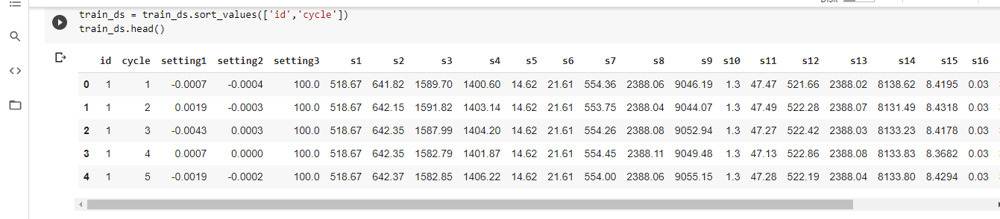 train_ds = train_ds.sort_values(['id','cycle'])
train_ds.head()
id cycle setting1 setting2 setting3 s1 s2 s3 s4 s5 s6 s7 s8 s9 s10 s11 s12 s13 s14 s15 s16
0 1 1 -0.0007 -0.0004 100.0 518.67 641.82 1589.70 1400.60 14.62 21.61 554.36 2388.06 9046.19 1.3 47.47 521.66 2388.02 8138.62 8.4195 0.03
1 1 2 0.0019 -0.0003 100.0 518.67 642.15 1591.82 1403.14 14.62 21.61 553.75 2388.04 9044.07 1.3 47.49 522.28 2388.07 8131.49 8.4318 0.03
2 1 3 -0.0043 0.0003 100.0 518.67 642.35 1587.99 1404.20 14.62 21.61 554.26 2388.08 9052.94 1.3 47.27 522.42 2388.03 8133.23 8.4178 0.03
3 1 4 0.0007 0.0000 100.0 518.67 642.35 1582.79 1401.87 14.62 21.61 554.45 2388.11 9049.48 1.3 47.13 522.86 2388.08 8133.83 8.3682 0.03
4 1 5 -0.0019 -0.0002 100.0 518.67 642.37 1582.85 1406.22 14.62 21.61 554.00 2388.06 9055.15 1.3 47.28 522.19 2388.04 8133.80 8.4294 0.03